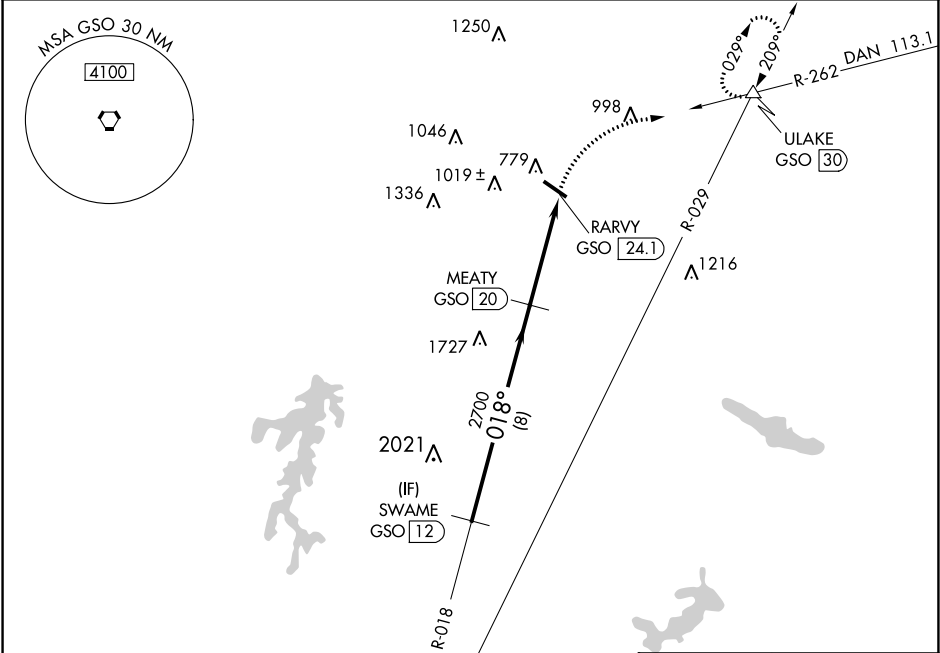 MSA GSO 30 NM
4100
1250
029°
209°
R-262
DAN 113.1
998
ULAKE
GSO 30
1046
779
1019 ±
1336
RARVY
GSO 24.1
R-029
1216
MEATY
GSO 20
1727
2700
018°
(8)
2021
(IF)
SWAME
GSO 12
R-018